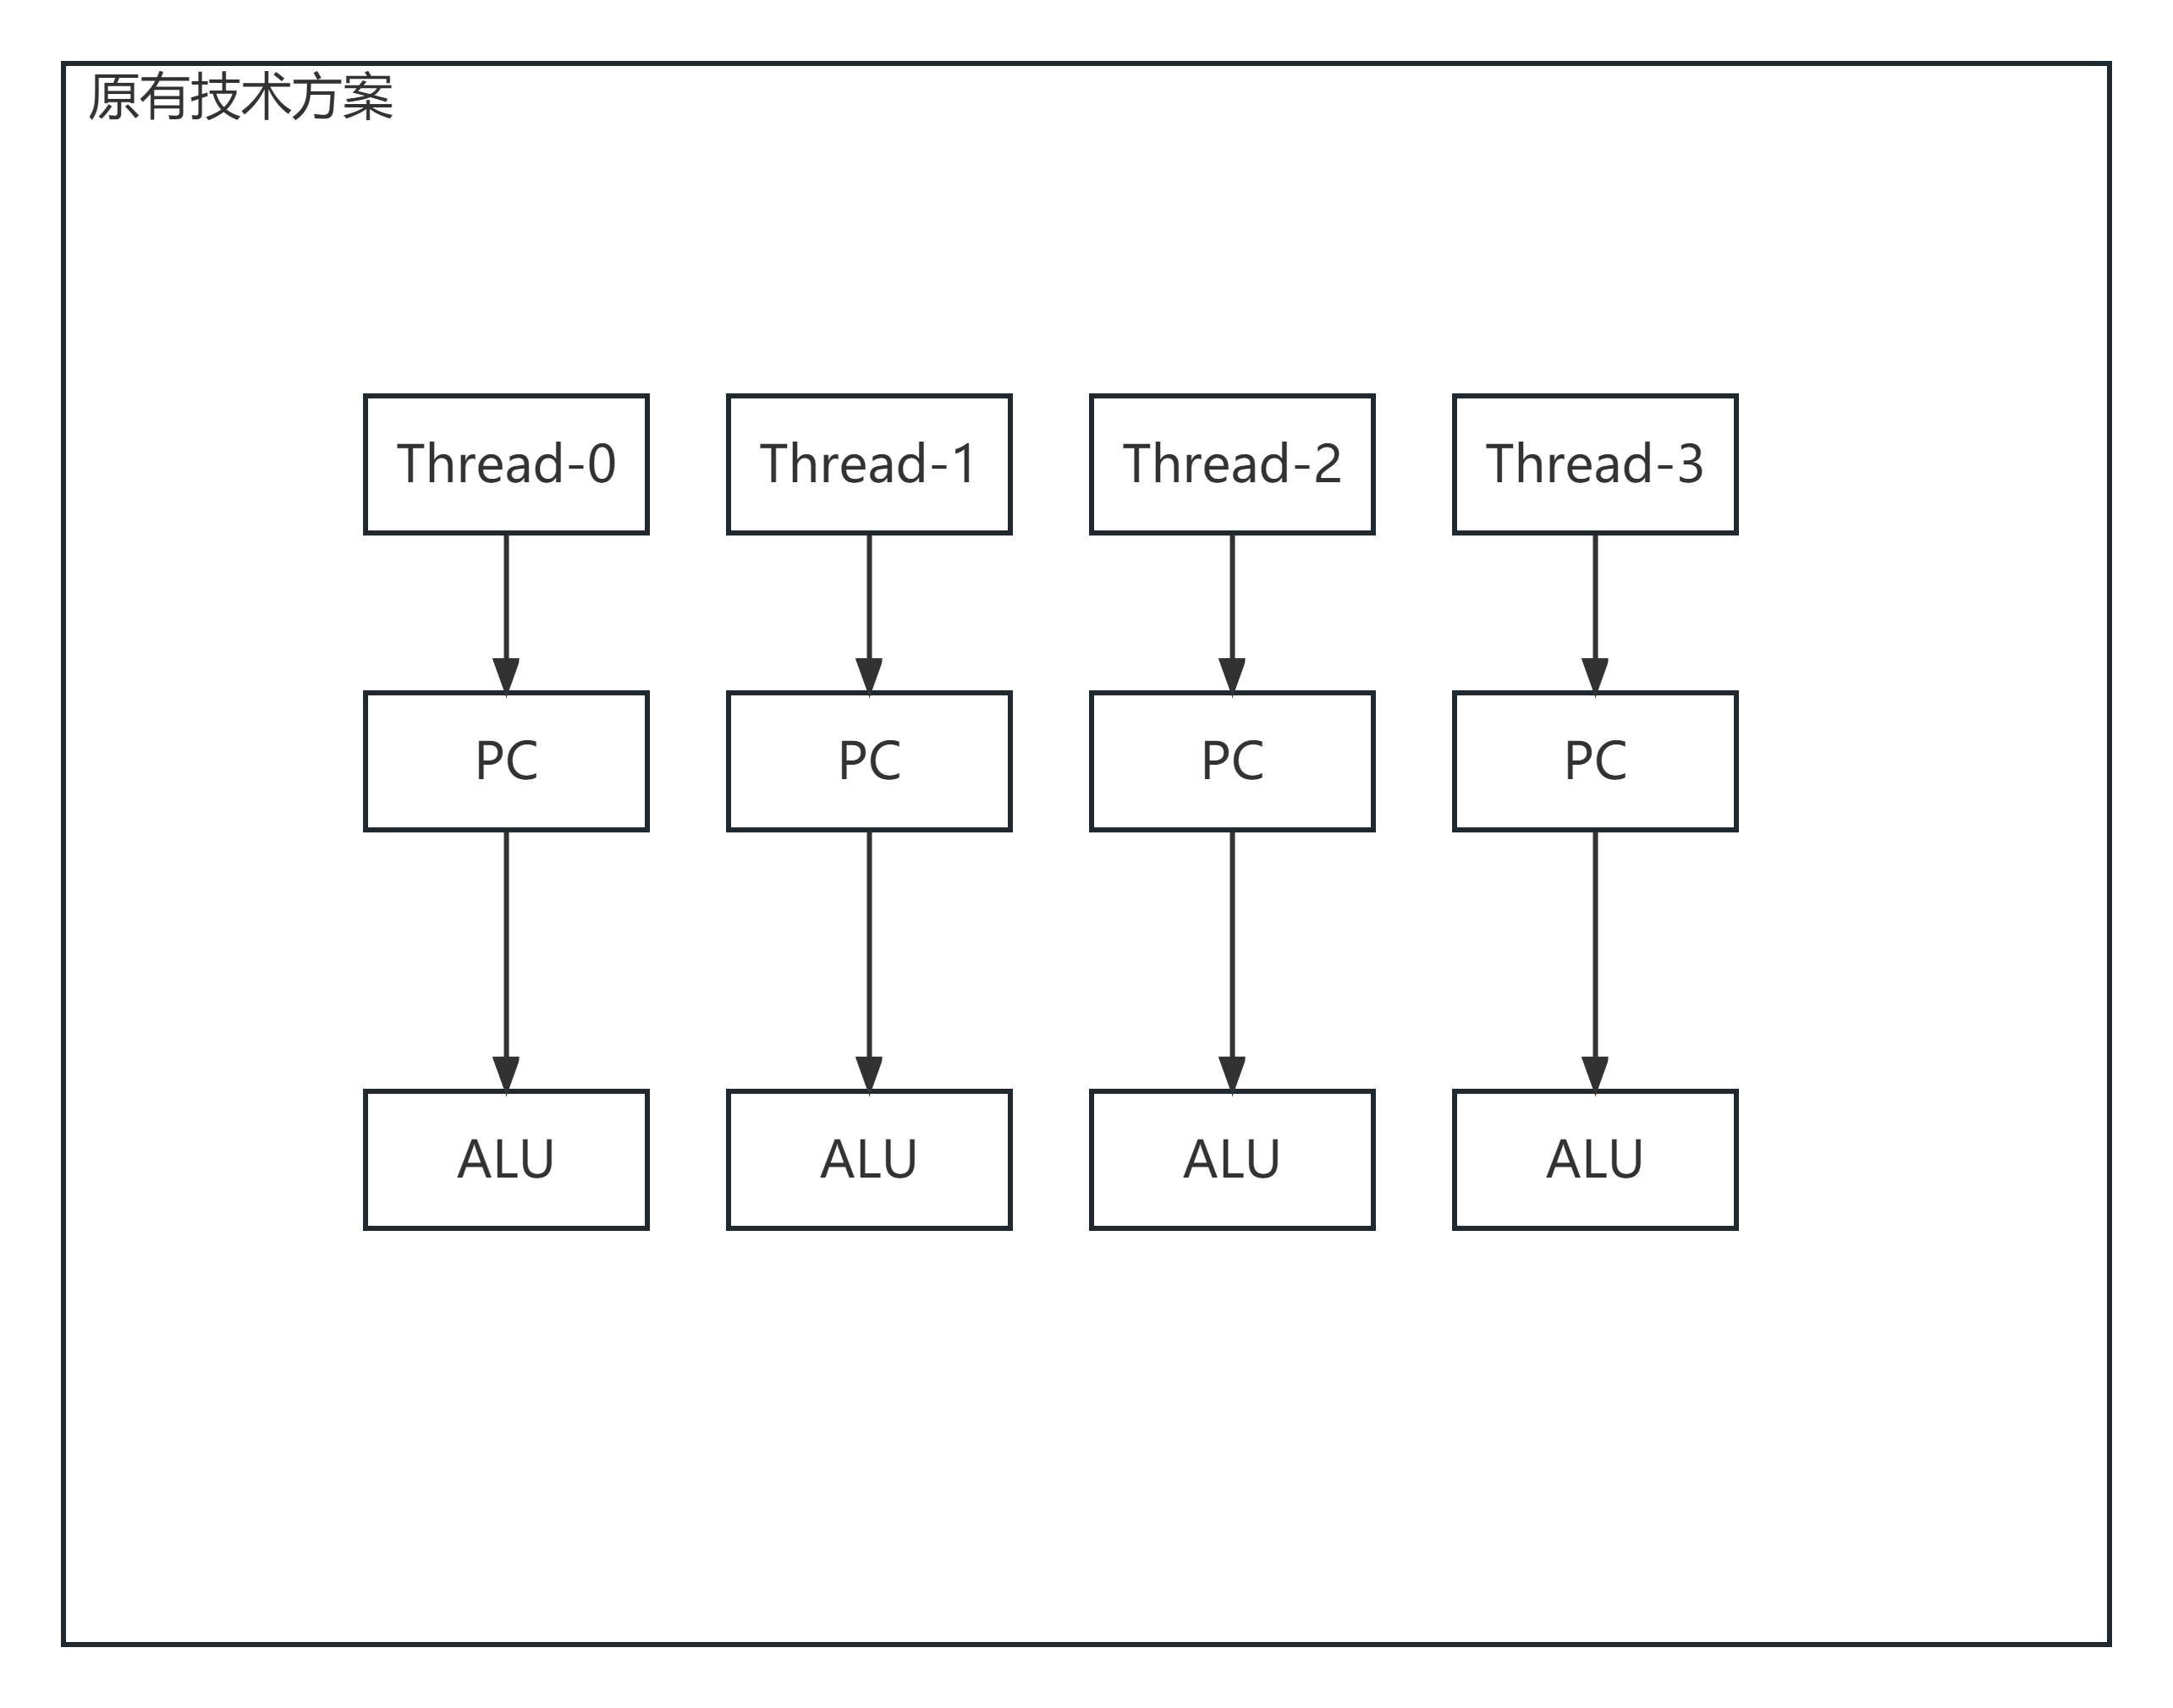 原有技术方案
Thread-0 Thread-1 Thread-2 Thread-3
PC PC PC PC
ALU ALU ALU ALU